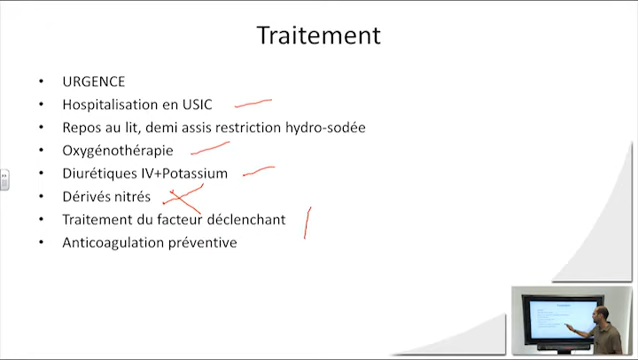 Traitement
• URGENCE
• Hospitalisation en USIC
• Repos au lit, demi assis restriction hydro-sodée
• Oxygénothérapie
• Diurétiques IV+Potassium
• Dérivés nitrés
• Traitement du facteur déclenchant
• Anticoagulation préventive